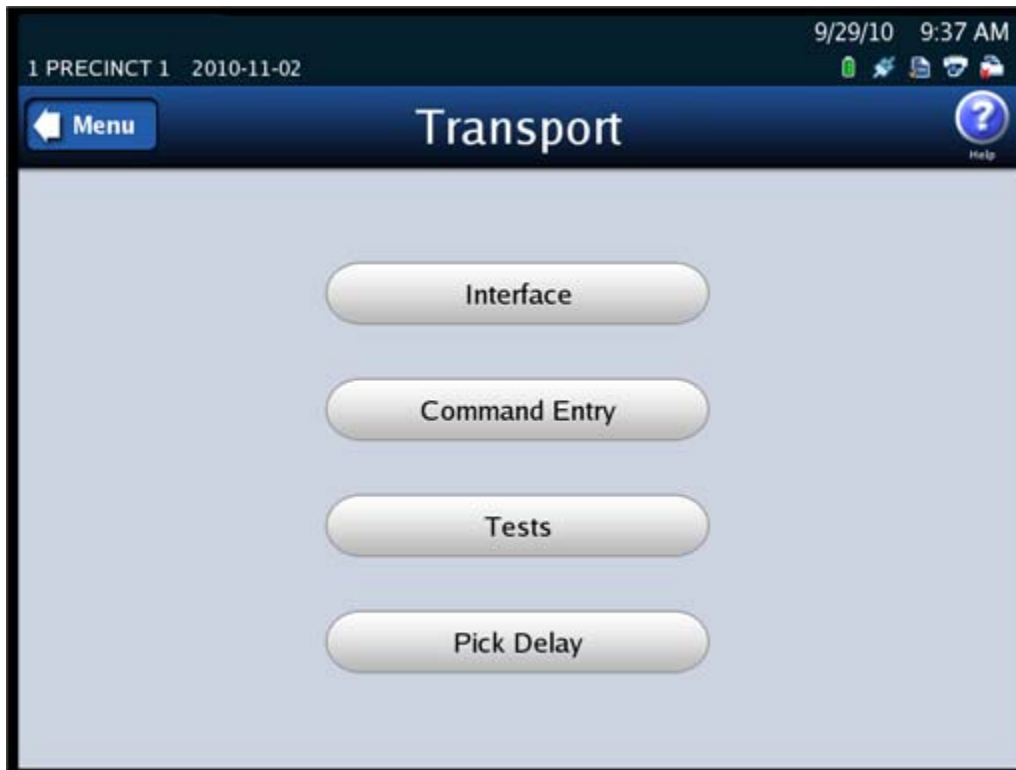 9/29/10 9:37 AM
1 PRECINCT 1 2010-11-02
Menu
Transport
Help
Interface
Command Entry
Tests
Pick Delay